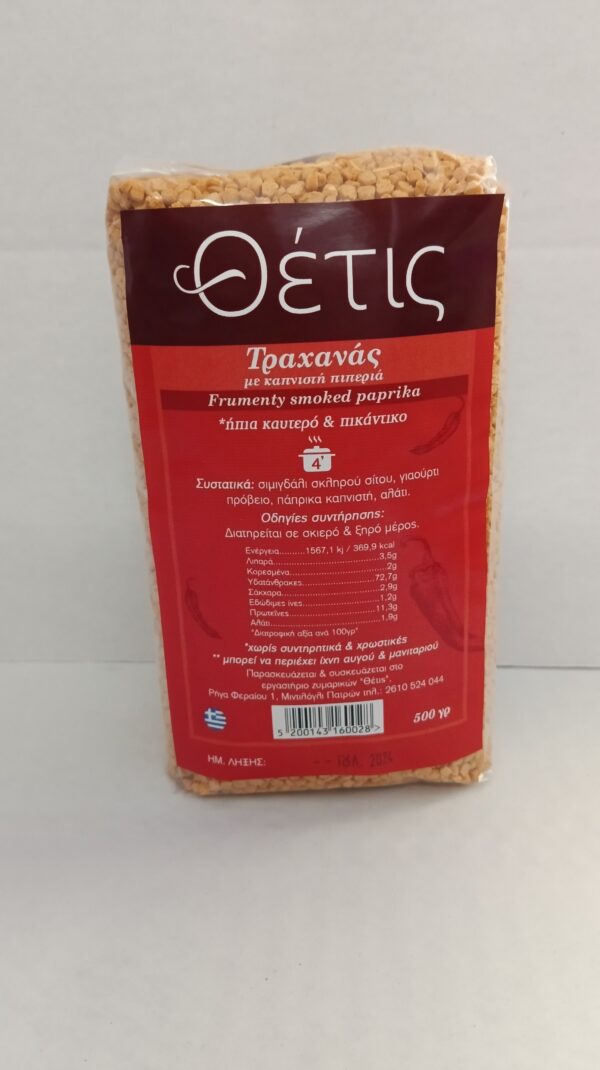 Θέτις
Τραχανάς
με καπνιστή πιπεριά
Frumenty smoked paprika
*ήπια καυτερό & πικάντικο
4'
Συστατικά: σιμιγδάλι σκληρού σίτου, γιαούρτι
πρόβειο, πάπρικα καπνιστή, αλάτι.
Οδηγίες συντήρησης:
Διατηρείται σε σκιερό & ξηρό μέρος.
Ενέργεια.........1567,1 kj / 369,9 kcal
Λιπαρά..............................3,5g
Κορεσμένα..............................2g
Υδατάνθρακες.........................72,7g
Σάκχαρα..............................2,9g
Εδώδιμες ίνες.........................1,2g
Πρωτεΐνες............................11,3g
Αλάτι................................1,9g
*Διατροφική αξία ανά 100γρ*
*χωρίς συντηρητικά & χρωστικές
** μπορεί να περιέχει ίχνη αυγού & μανιταριού
Παρασκευάζεται & συσκευάζεται στο
εργαστήριο ζυμαρικών "Θέτις".
Ρήγα Φεραίου 1, Μιντιλόγλι Πατρών τηλ.: 2610 524 044
5 200143 160028 >
500 γρ
ΗΜ. ΛΗΞΗΣ: 2024